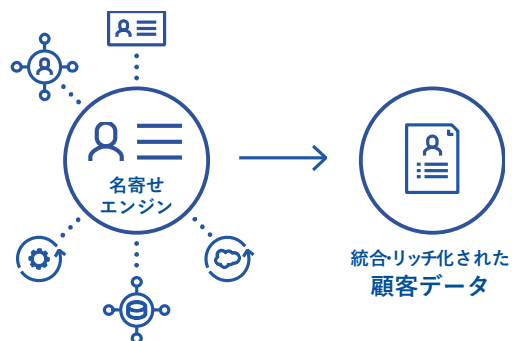 名寄せ
エンジン
統合・リッチ化された
顧客データ